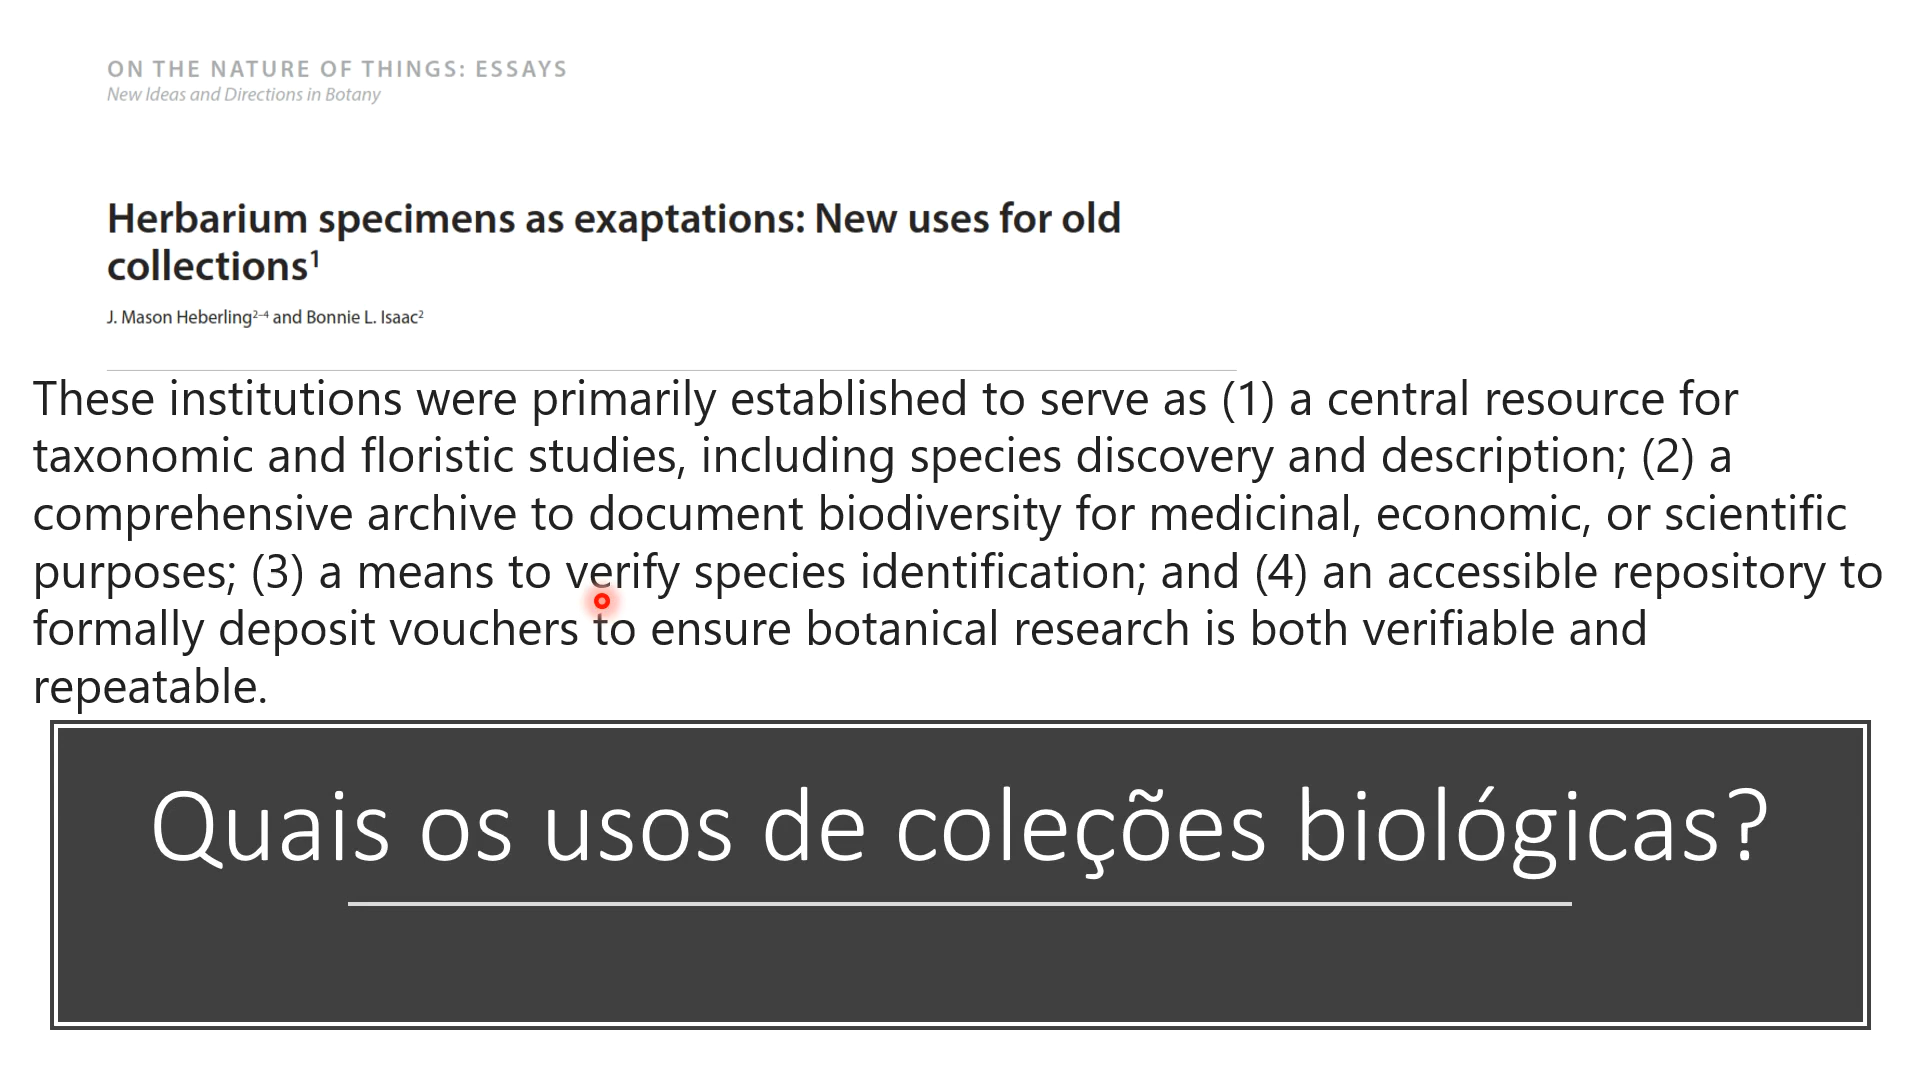 ON THE NATURE OF THINGS: ESSAYS
New Ideas and Directions in Botany
Herbarium specimens as exaptations: New uses for old
collections¹
J. Mason Heberling²⁻⁴ and Bonnie L. Isaac²
These institutions were primarily established to serve as (1) a central resource for
taxonomic and floristic studies, including species discovery and description; (2) a
comprehensive archive to document biodiversity for medicinal, economic, or scientific
purposes; (3) a means to verify species identification; and (4) an accessible repository to
formally deposit vouchers to ensure botanical research is both verifiable and
repeatable.
Quais os usos de coleções biológicas?